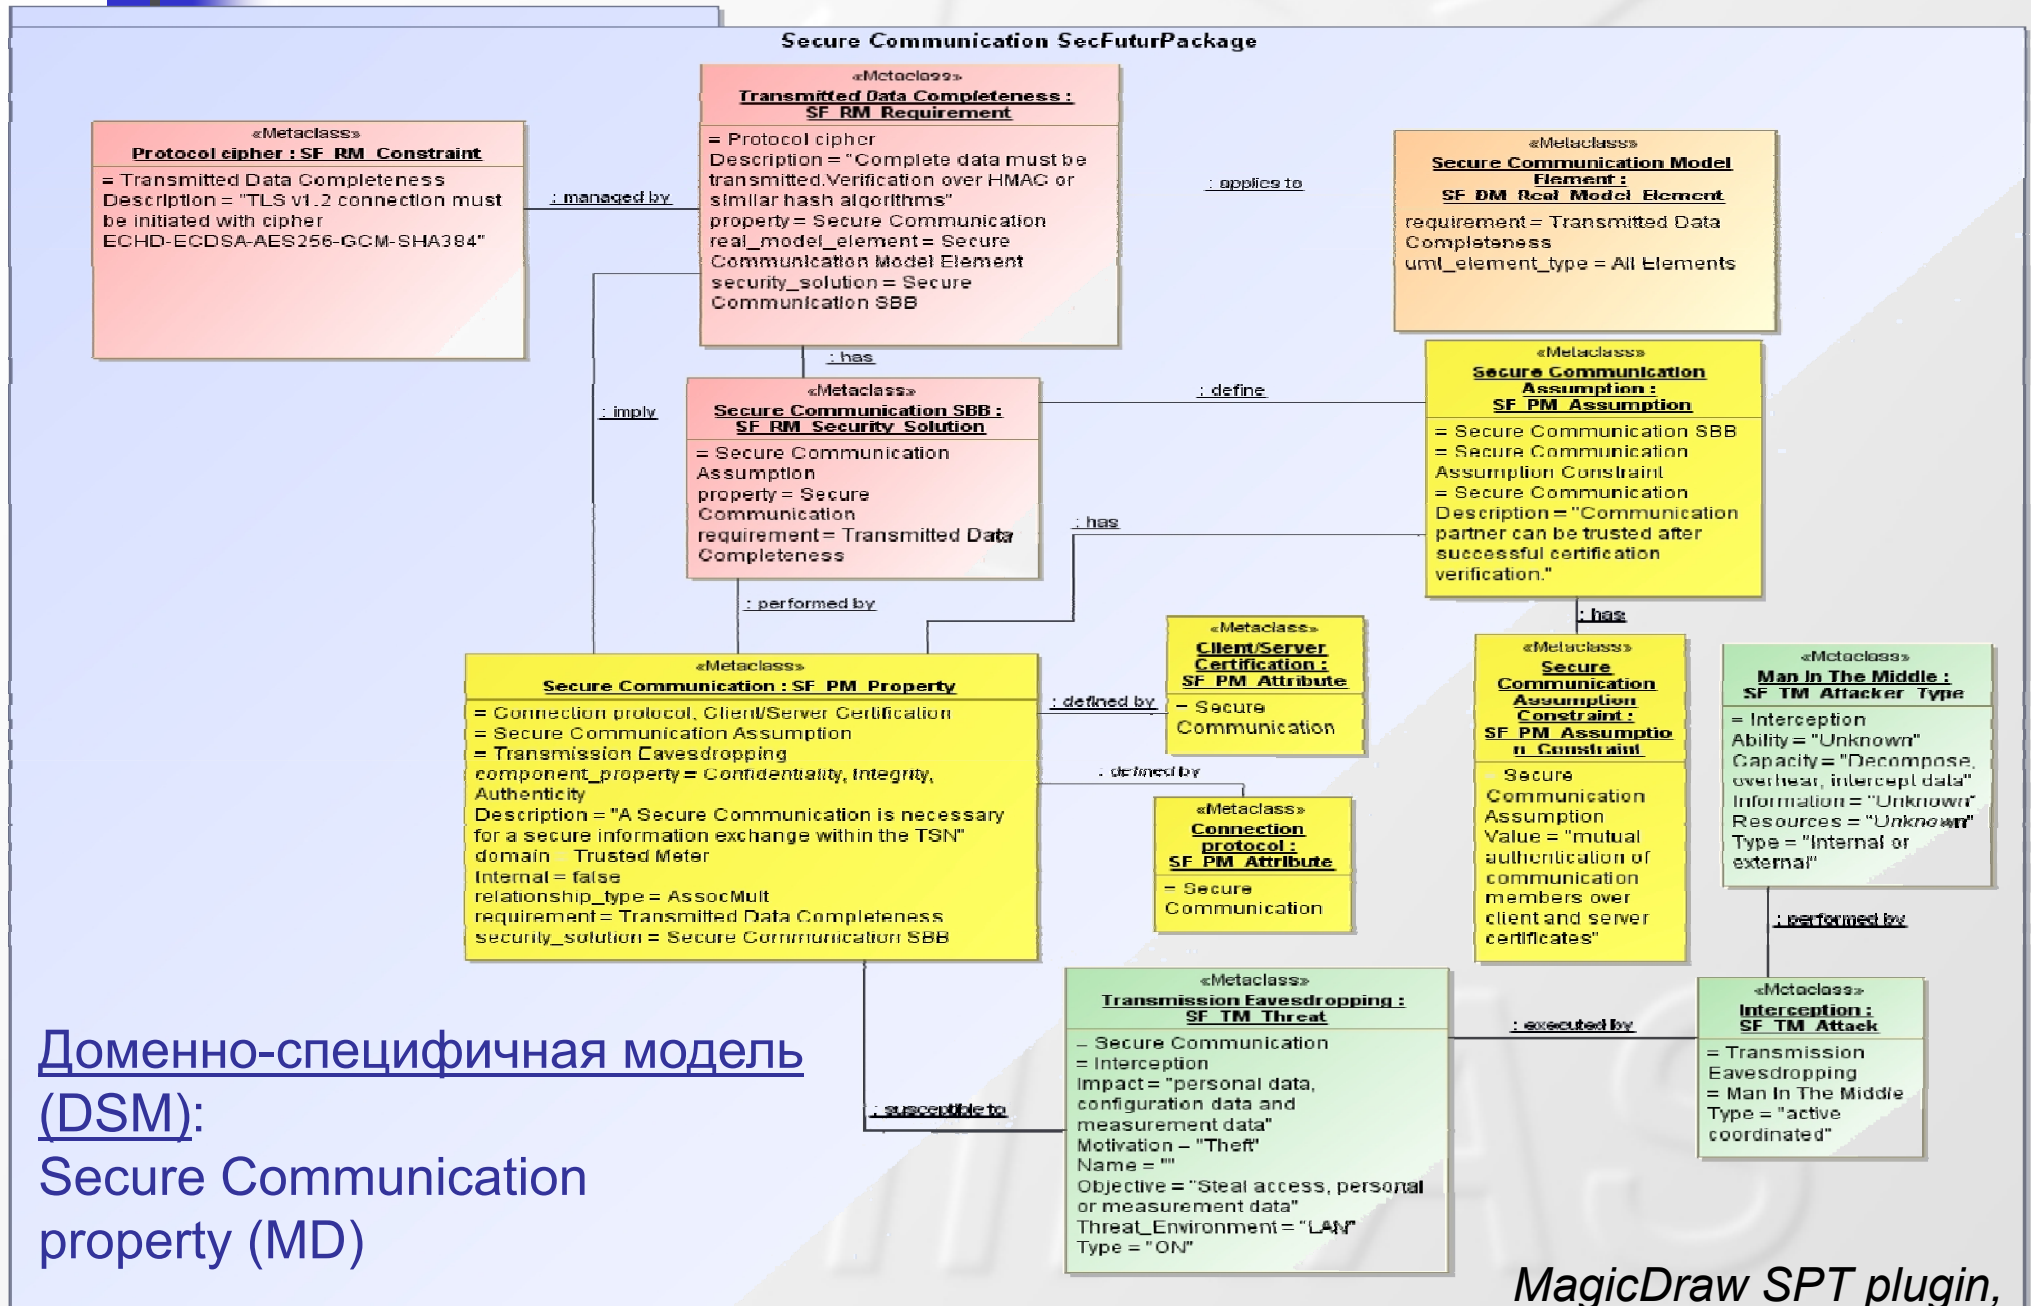 Secure Communication SecFuturPackage
«Metaclass»
Protocol cipher : SF_RM_Constraint
= Transmitted Data Completeness
Description = "TLS v1.2 connection must
be initiated with cipher
ECHD-ECDSA-AES256-GCM-SHA384"
: managed by
«Metaclass»
Transmitted Data Completeness :
SF_RM_Requirement
= Protocol cipher
Description = "Complete data must be
transmitted.Verification over HMAC or
similar hash algorithms"
property = Secure Communication
real_model_element = Secure
Communication Model Element
security_solution = Secure
Communication SBB
: applies to
«Metaclass»
Secure Communication Model
Element :
SF_DM_Real_Model_Element
requirement = Transmitted Data
Completeness
uml_element_type = All Elements
: has
: imply
«Metaclass»
Secure Communication SBB :
SF_RM_Security_Solution
= Secure Communication
Assumption
property = Secure
Communication
requirement = Transmitted Data
Completeness
: define
«Metaclass»
Secure Communication
Assumption :
SF_PM_Assumption
= Secure Communication SBB
= Secure Communication
Assumption Constraint
= Secure Communication
Description = "Communication
partner can be trusted after
successful certification
verification."
: has
: performed by
: has
«Metaclass»
Secure Communication : SF_PM_Property
= Connection protocol, Client/Server Certification
= Secure Communication Assumption
= Transmission Eavesdropping
component_property = Confidentiality, Integrity,
Authenticity
Description = "A Secure Communication is necessary
for a secure information exchange within the TSN"
domain = Trusted Meter
Internal = false
relationship_type = AssocMult
requirement = Transmitted Data Completeness
security_solution = Secure Communication SBB
: defined by
«Metaclass»
Client/Server
Certification :
SF_PM_Attribute
= Secure
Communication
: defined by
«Metaclass»
Connection
protocol :
SF_PM_Attribute
= Secure
Communication
«Metaclass»
Secure
Communication
Assumption
Constraint :
SF_PM_Assumptio
n_Constraint
= Secure
Communication
Assumption
Value = "mutual
authentication of
communication
members over
client and server
certificates"
«Metaclass»
Man In The Middle :
SF_TM_Attacker_Type
= Interception
Ability = "Unknown"
Capacity = "Decompose,
overhear, intercept data"
Information = "Unknown"
Resources = "Unknown"
Type = "Internal or
external"
: performed by
: susceptible to
«Metaclass»
Transmission Eavesdropping :
SF_TM_Threat
= Secure Communication
= Interception
Impact = "personal data,
configuration data and
measurement data"
Motivation = "Theft"
Name = ""
Objective = "Steal access, personal
or measurement data"
Threat_Environment = "LAN"
Type = "ON"
: executed by
«Metaclass»
Interception :
SF_TM_Attack
= Transmission
Eavesdropping
= Man In The Middle
Type = "active
coordinated"
Доменно-специфичная модель
(DSM):
Secure Communication
property (MD)
MagicDraw SPT plugin,